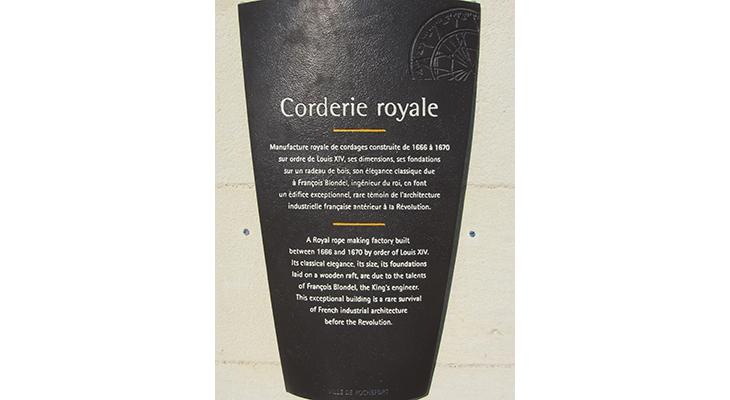 Corderie royale
Manufacture royale de cordages construite de 1666 à 1670
sur ordre de Louis XIV, ses dimensions, ses fondations
sur un radeau de bois, son élégance classique due
à François Blondel, ingénieur du roi, en font
un édifice exceptionnel, rare témoin de l'architecture
industrielle française antérieur à la Révolution.
A Royal rope making factory built
between 1666 and 1670 by order of Louis XIV.
Its classical elegance, its size, its foundations
laid on a wooden raft, are due to the talents
of François Blondel, the King's engineer.
This exceptional building is a rare survival
of French industrial architecture
before the Revolution.
VILLE DE ROCHEFORT